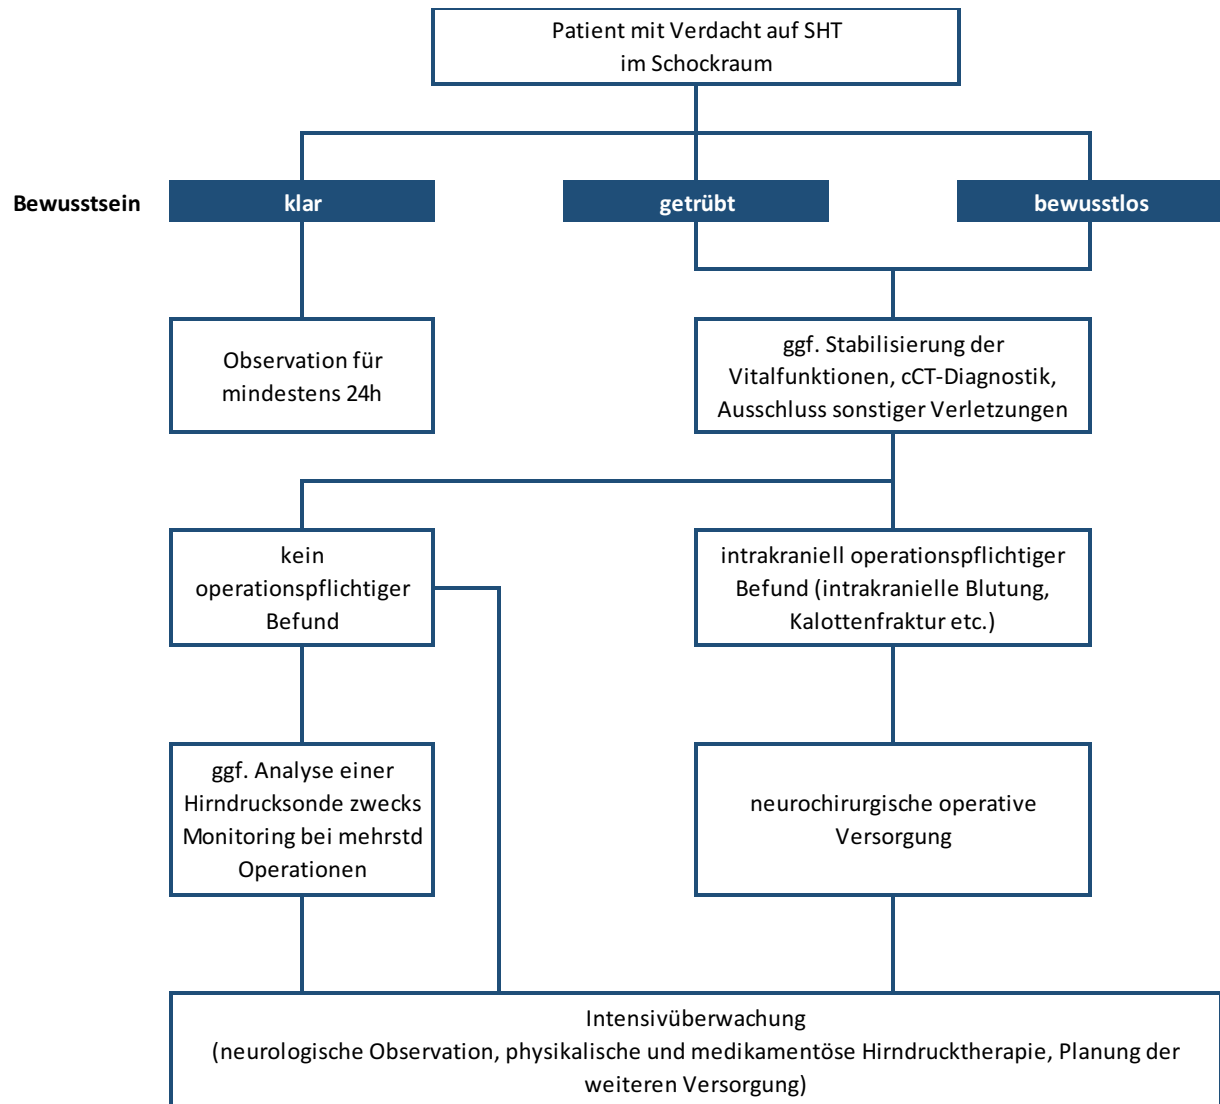 Patient mit Verdacht auf SHT
im Schockraum
Bewusstsein
klar
getrübt
bewusstlos
Observation für
mindestens 24h
ggf. Stabilisierung der
Vitalfunktionen, cCT-Diagnostik,
Ausschluss sonstiger Verletzungen
kein
operationspflichtiger
Befund
intrakraniell operationspflichtiger
Befund (intrakranielle Blutung,
Kalottenfraktur etc.)
ggf. Analyse einer
Hirndrucksonde zwecks
Monitoring bei mehrstd
Operationen
neurochirurgische operative
Versorgung
Intensivüberwachung
(neurologische Observation, physikalische und medikamentöse Hirndrucktherapie, Planung der
weiteren Versorgung)